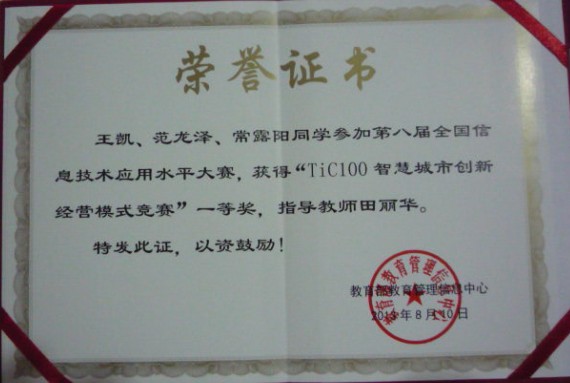 荣誉证书
王凯、范龙泽、常露阳同学参加第八届全国信
息技术应用水平大赛，获得“TiC100 智慧城市创新
经营模式竞赛”一等奖，指导教师田丽华。
特发此证，以资鼓励！
教育部教育管理信息中心
年8月10日